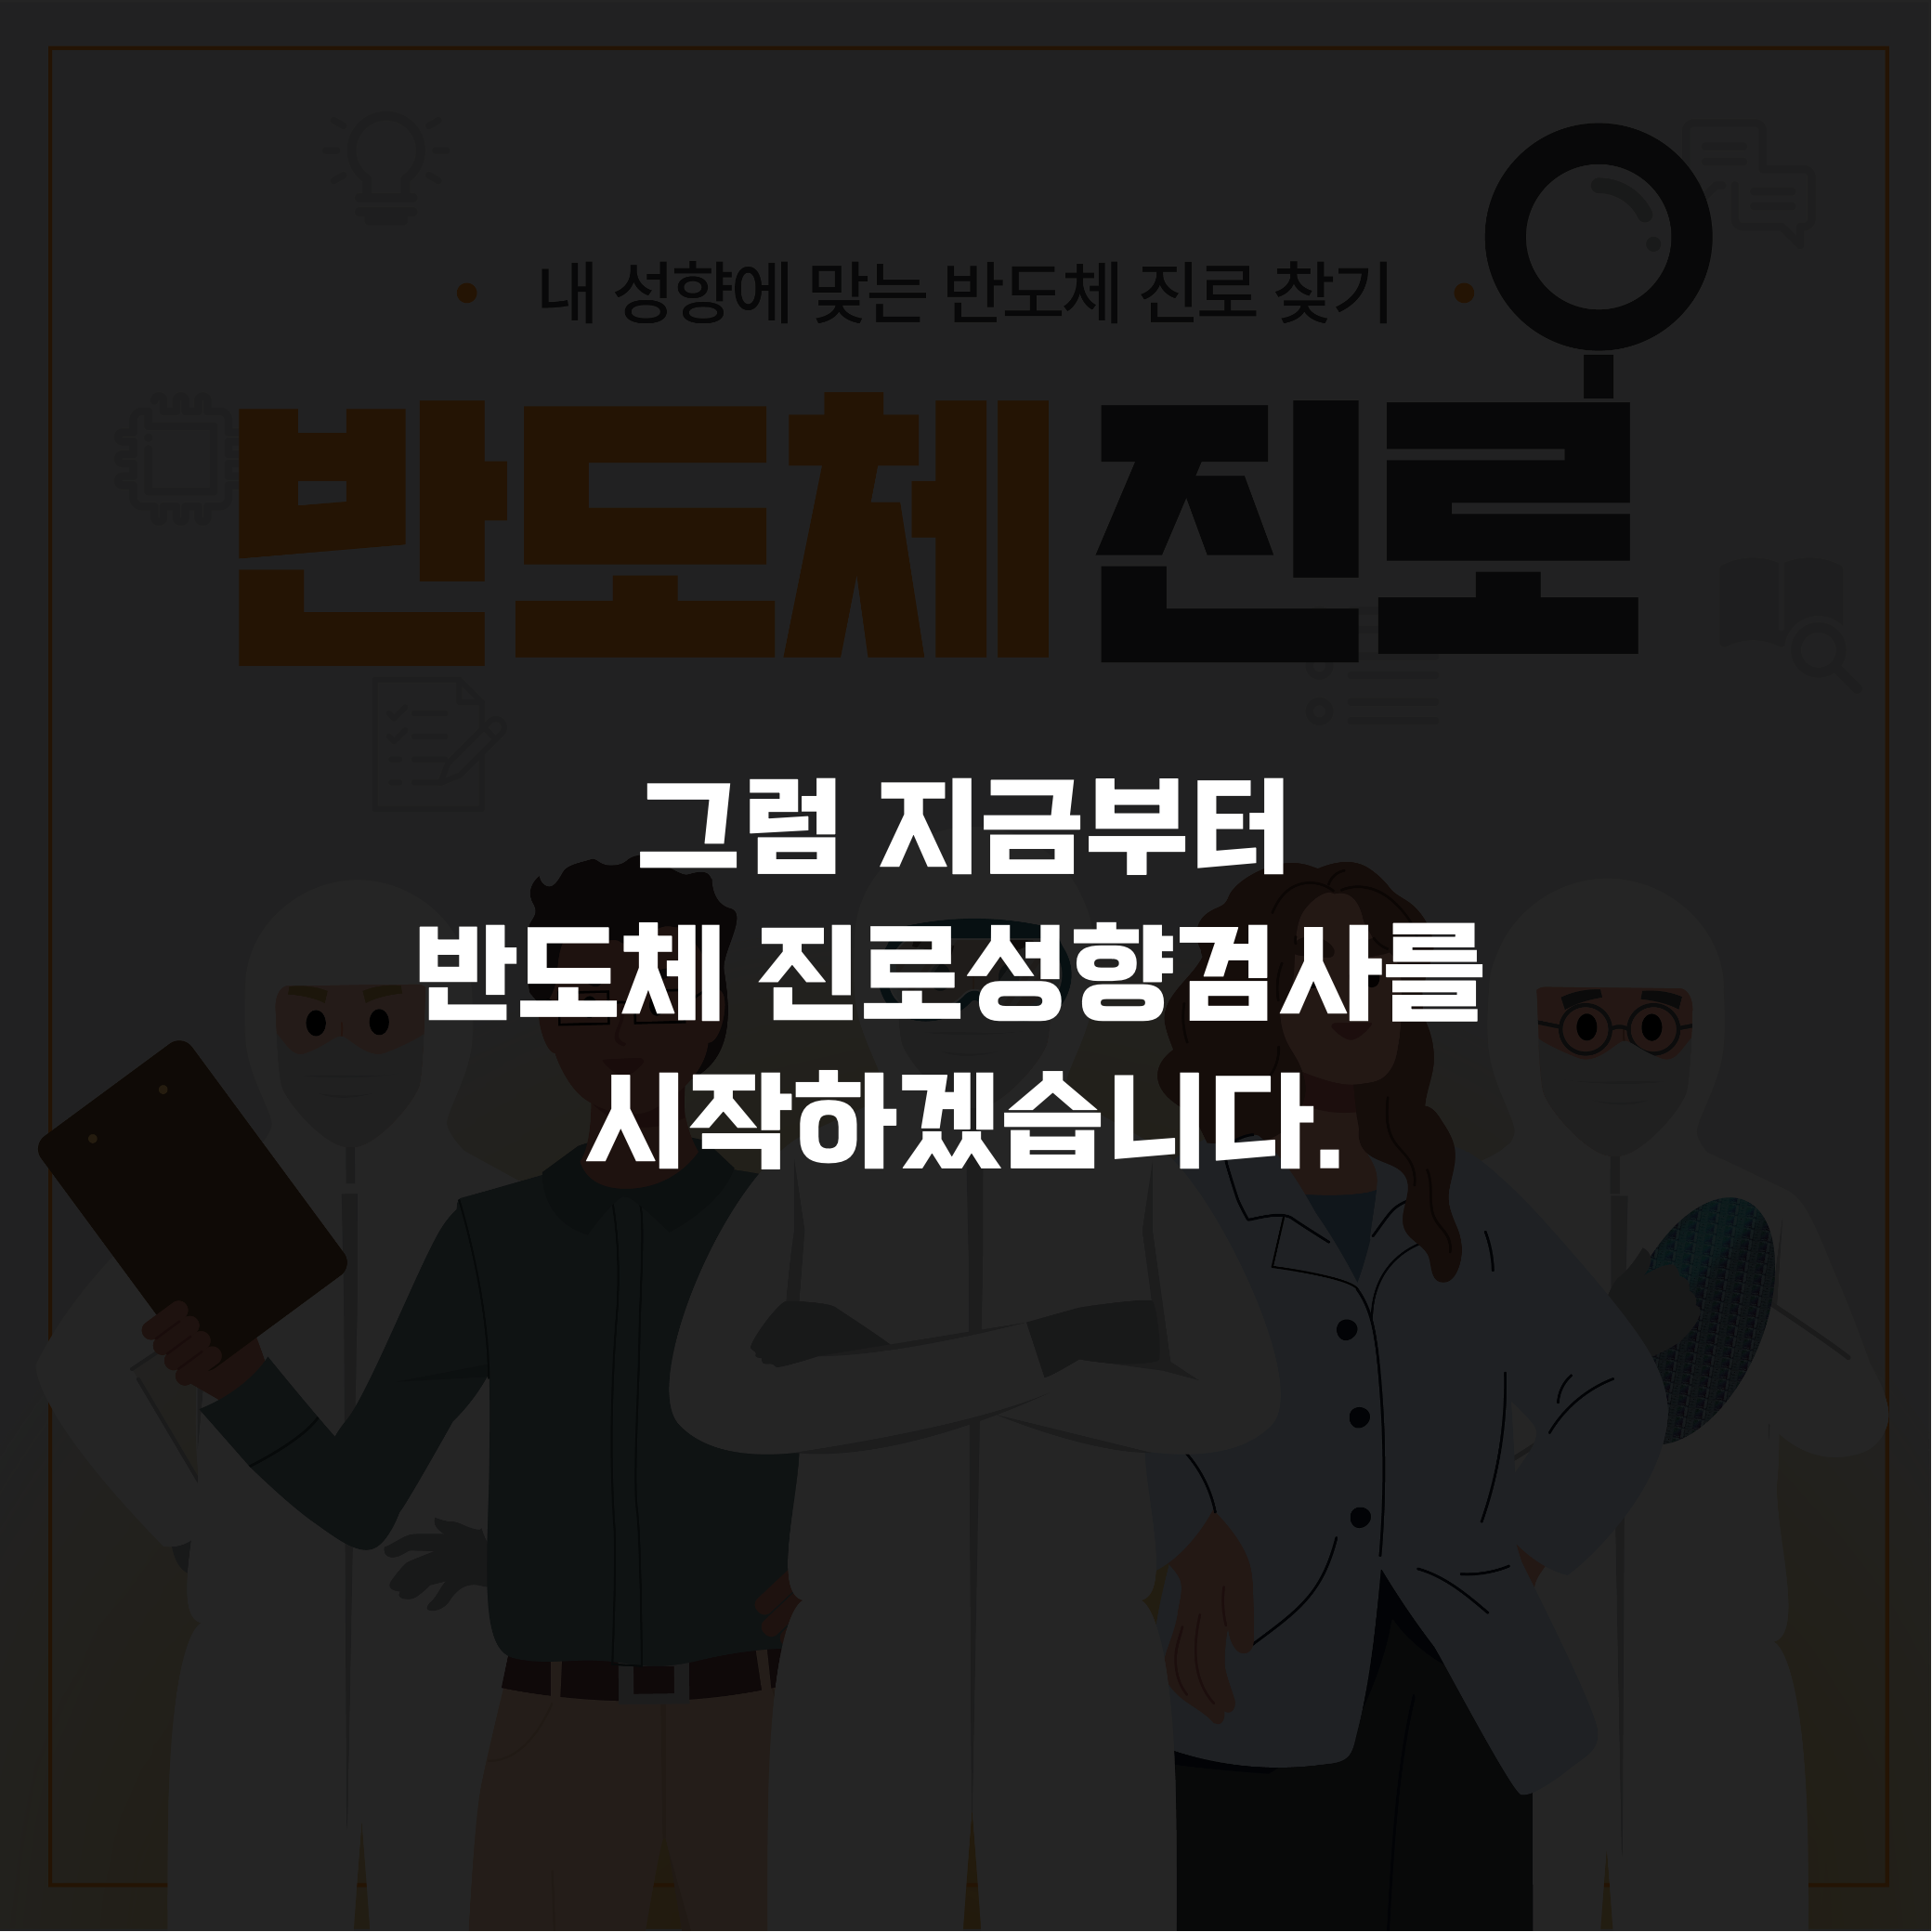 내 성향에 맞는 반도체 진로 찾기
반도체 진로
그럼 지금부터
반도체 진로성향검사를
시작하겠습니다.